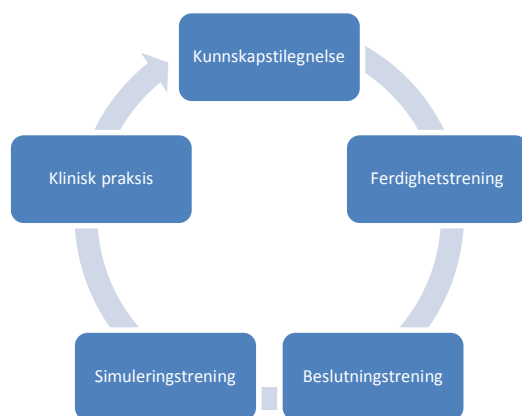 Kunnskapstilegnelse
Ferdighetstrening
Beslutningstrening
Simuleringstrening
Klinisk praksis